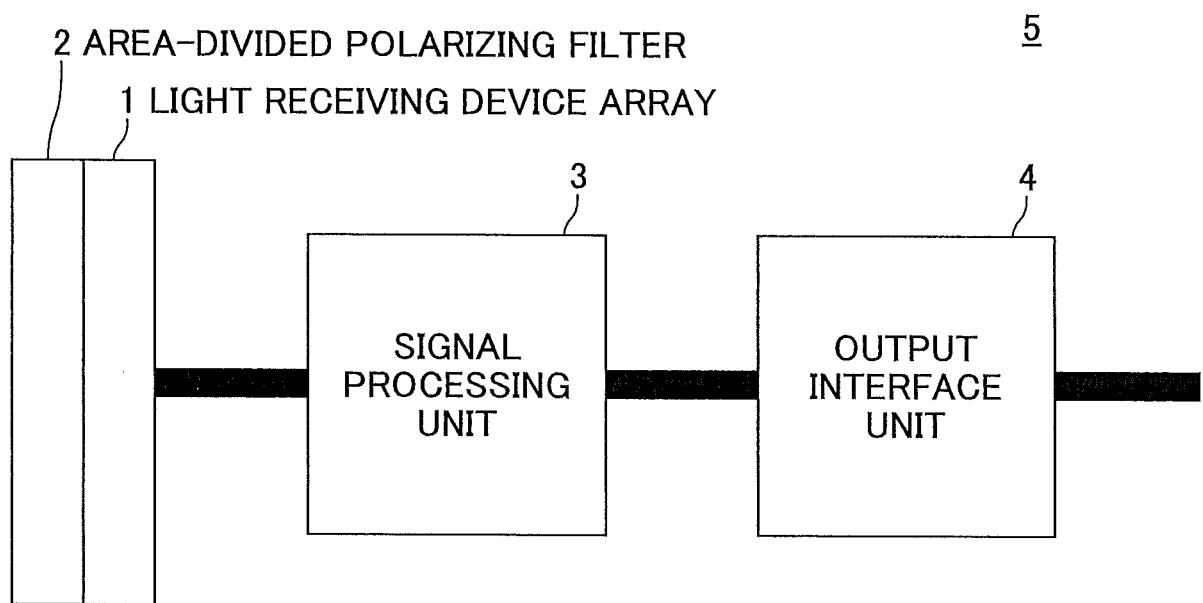 5
2 AREA-DIVIDED POLARIZING FILTER
1 LIGHT RECEIVING DEVICE ARRAY
3
4
SIGNAL
PROCESSING
UNIT
OUTPUT
INTERFACE
UNIT